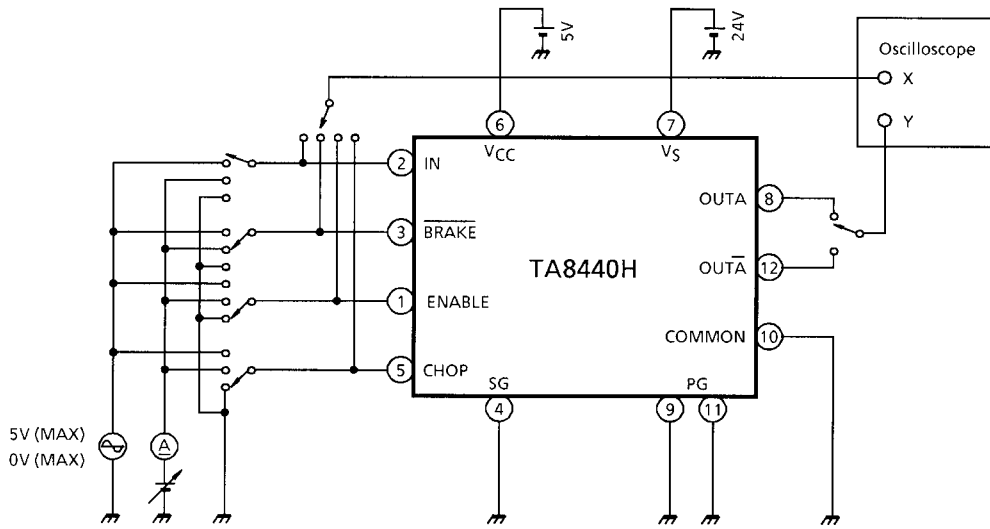 5V
24V
Oscilloscope
X
Y
6
7
VCC
VS
2
IN
OUTA
8
3
BRAKE
TA8440H
OUTA
12
1
ENABLE
COMMON
10
5
CHOP
SG
PG
4
9
11
5V (MAX)
0V (MAX)
A